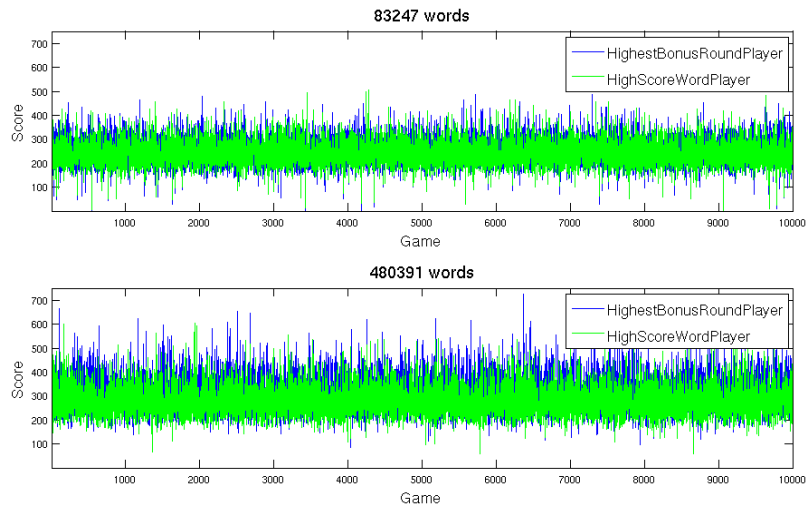 83247 words
HighestBonusRoundPlayer
HighScoreWordPlayer
Score
700
600
500
400
300
200
100
1000 2000 3000 4000 5000 6000 7000 8000 9000 10000
Game
480391 words
HighestBonusRoundPlayer
HighScoreWordPlayer
Score
700
600
500
400
300
200
100
1000 2000 3000 4000 5000 6000 7000 8000 9000 10000
Game